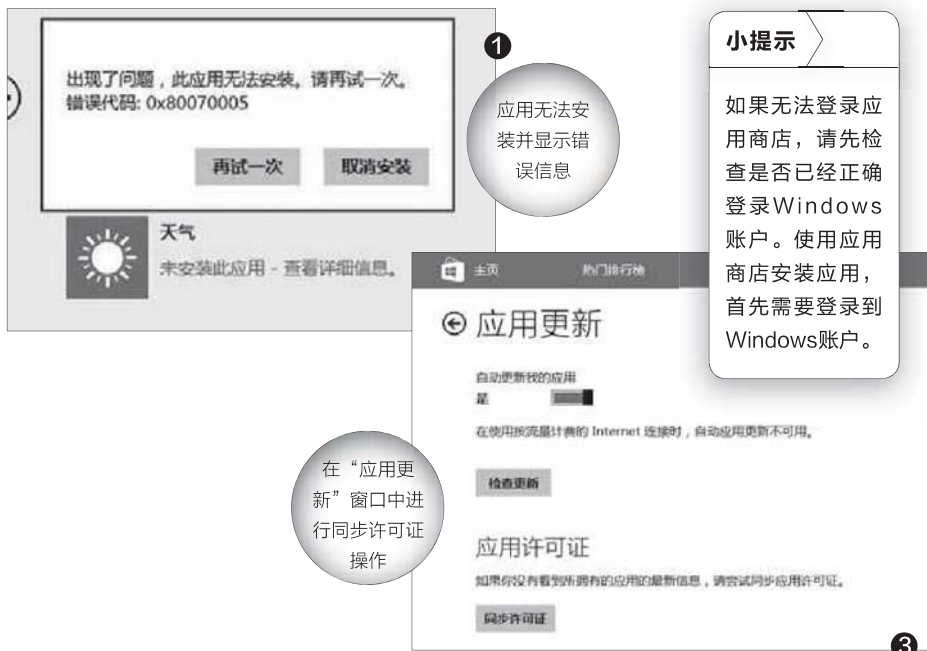 出现了问题，此应用无法安装。请再试一次。
错误代码: 0x80070005
再试一次 取消安装
天气
未安装此应用 - 查看详细信息。
❶
应用无法安
装并显示错
误信息
小提示
如果无法登录应
用商店，请先检
查是否已经正确
登录Windows
账户。使用应用
商店安装应用，
首先需要登录到
Windows账户。
主页 热门排行榜
应用更新
自动更新我的应用
是
在使用按流量计费的 Internet 连接时，自动应用更新不可用。
检查更新
在“应用更
新”窗口中进
行同步许可证
操作
应用许可证
如果你没有看到所拥有的应用的最新信息，请尝试同步应用许可证。
同步许可证
❸